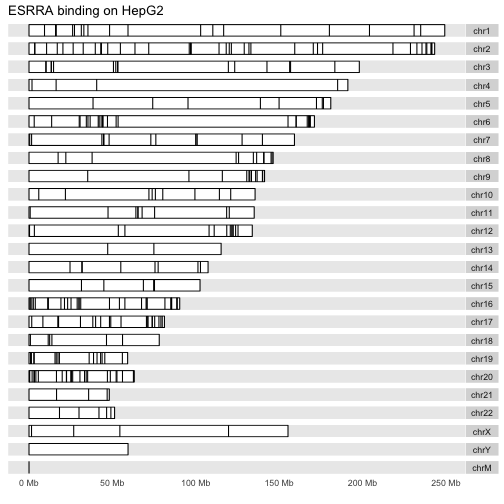 ESRRA binding on HepG2
chr1
chr2
chr3
chr4
chr5
chr6
chr7
chr8
chr9
chr10
chr11
chr12
chr13
chr14
chr15
chr16
chr17
chr18
chr19
chr20
chr21
chr22
chrX
chrY
chrM
0 Mb 50 Mb 100 Mb 150 Mb 200 Mb 250 Mb